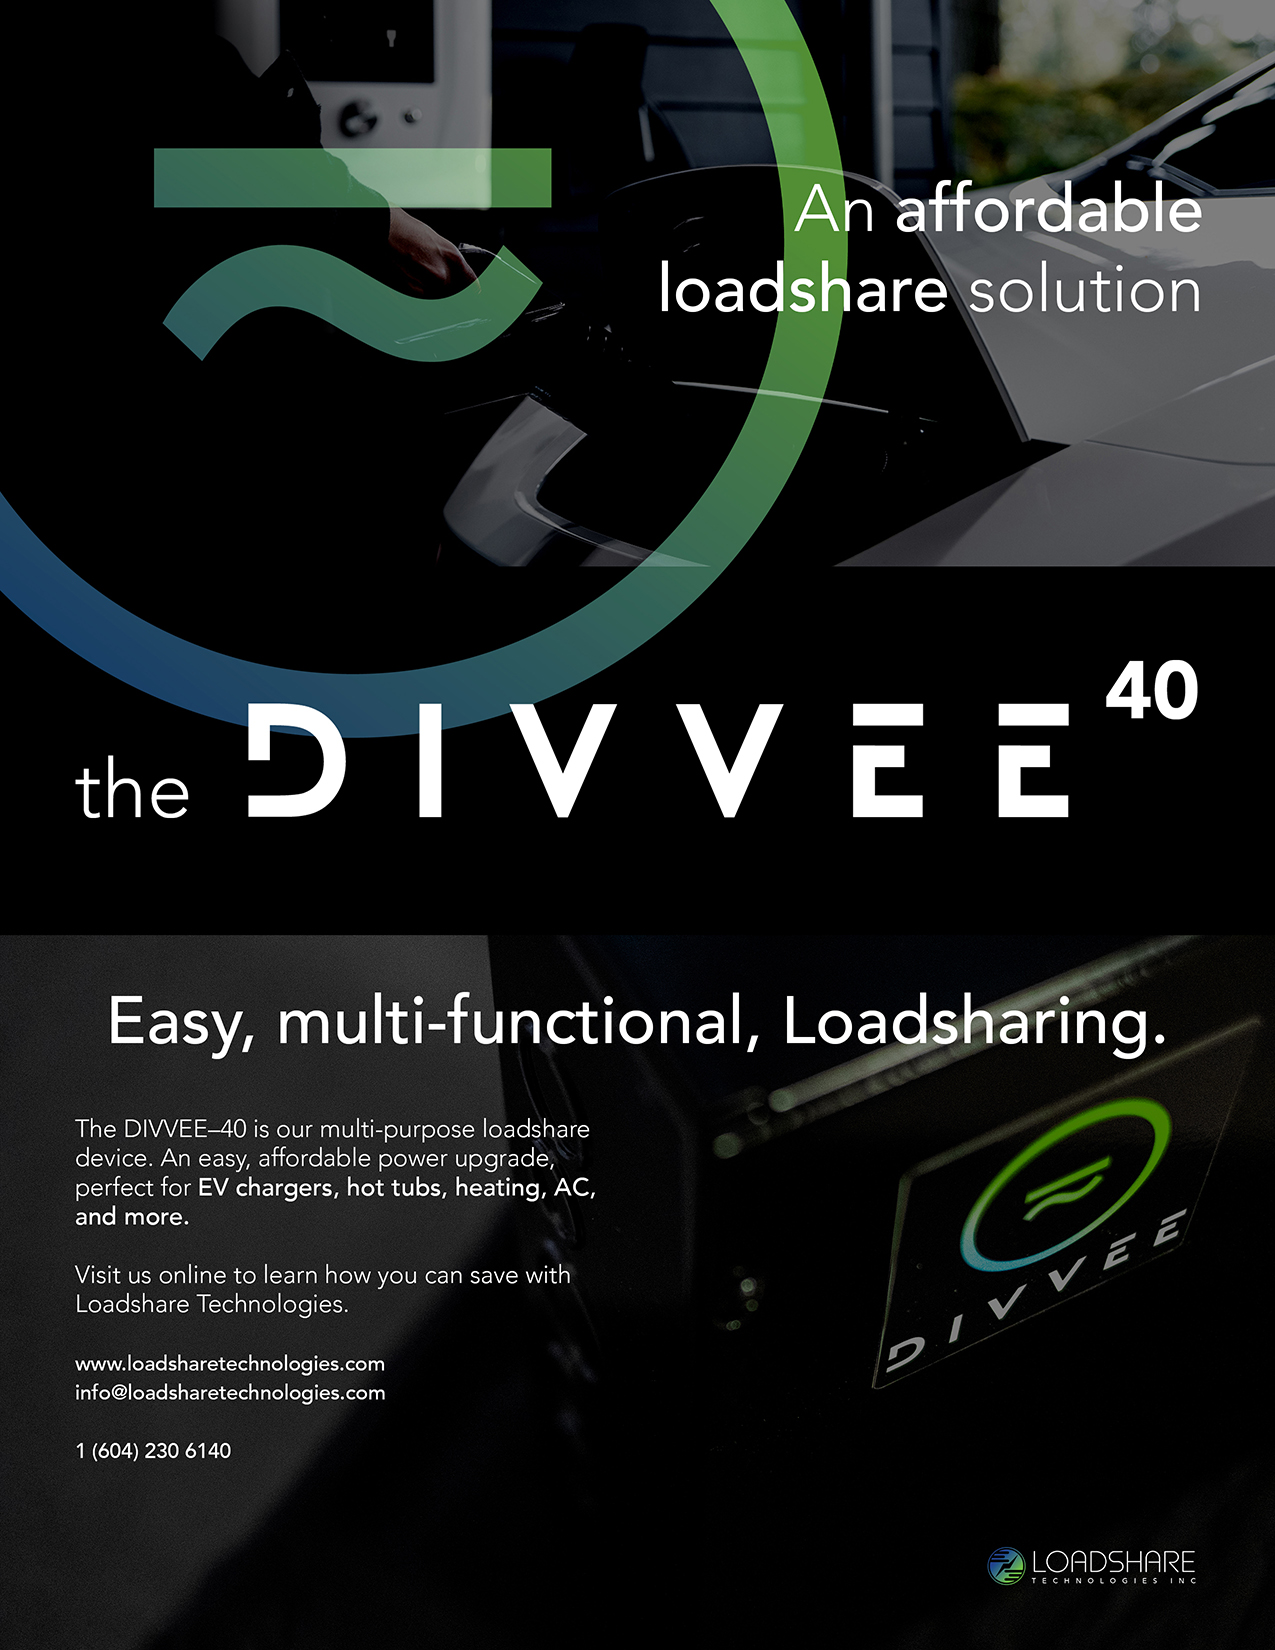 An affordable
loadshare solution
the DIVVEE 40
Easy, multi-functional, Loadsharing.
The DIVVEE–40 is our multi-purpose loadshare
device. An easy, affordable power upgrade,
perfect for EV chargers, hot tubs, heating, AC,
and more.
Visit us online to learn how you can save with
Loadshare Technologies.
www.loadsharetechnologies.com
info@loadsharetechnologies.com
1 (604) 230 6140
DIVVEE
LOADSHARE
TECHNOLOGIES INC